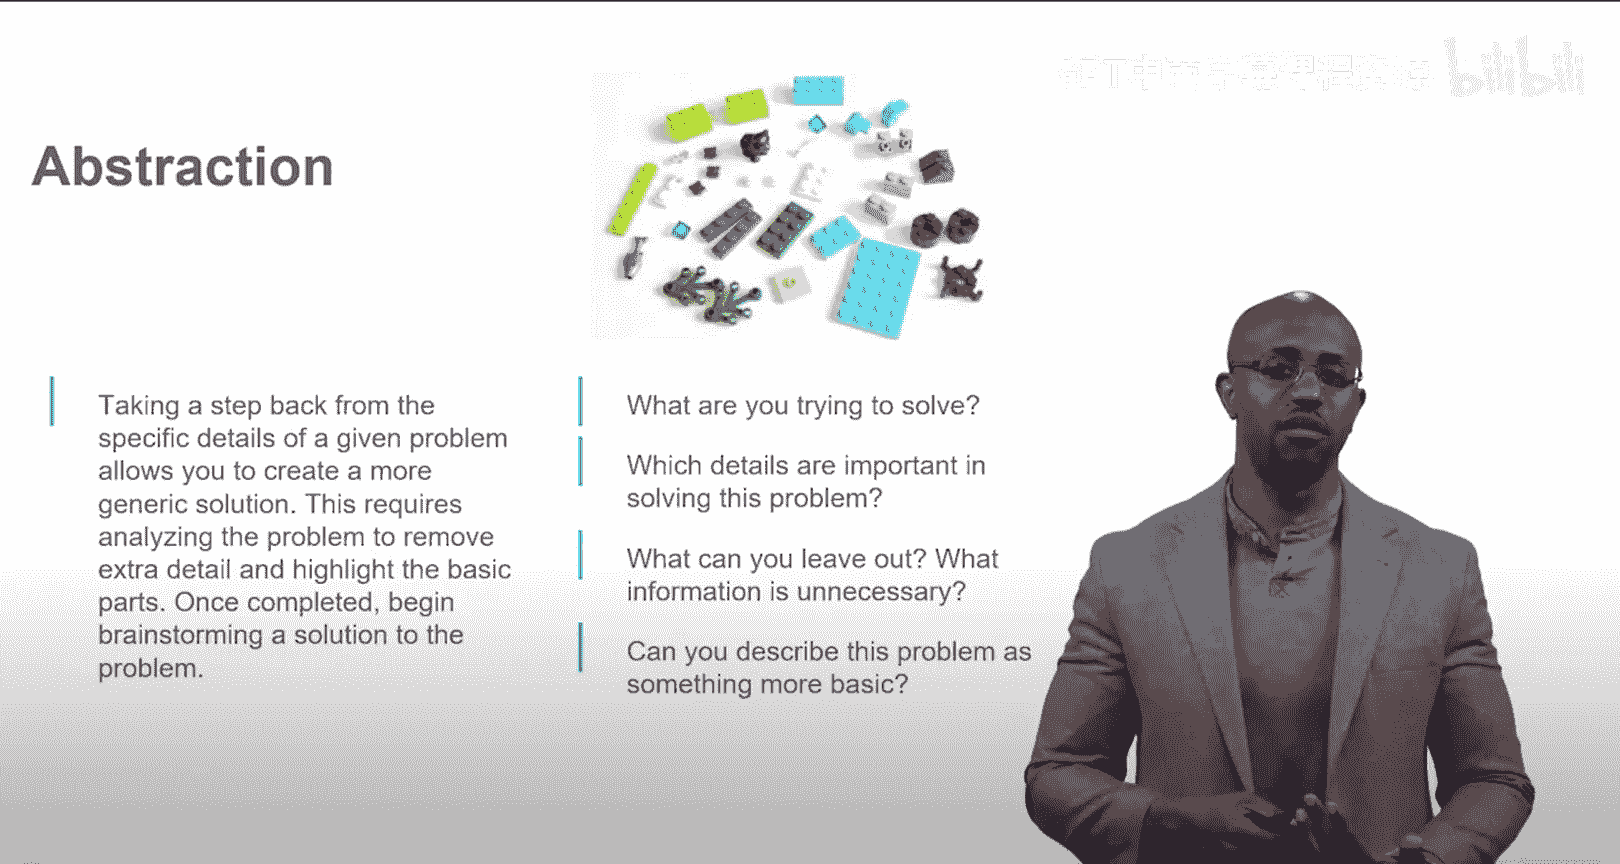 Abstraction
Taking a step back from the
specific details of a given problem
allows you to create a more
generic solution. This requires
analyzing the problem to remove
extra detail and highlight the basic
parts. Once completed, begin
brainstorming a solution to the
problem.
What are you trying to solve?
Which details are important in
solving this problem?
What can you leave out? What
information is unnecessary?
Can you describe this problem as
something more basic?
bilibili